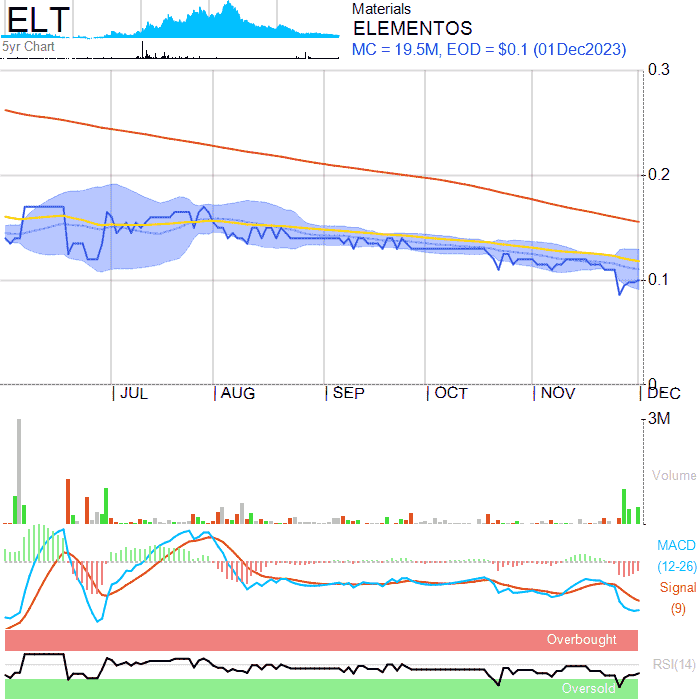 ELT
5yr Chart
Materials
ELEMENTOS
MC = 19.5M, EOD = $0.1 (01Dec2023)
0.3
0.2
0.1
0
JUL AUG SEP OCT NOV DEC
3M
Volume
MACD
(12-26)
Signal
(9)
Overbought
RSI(14)
Oversold